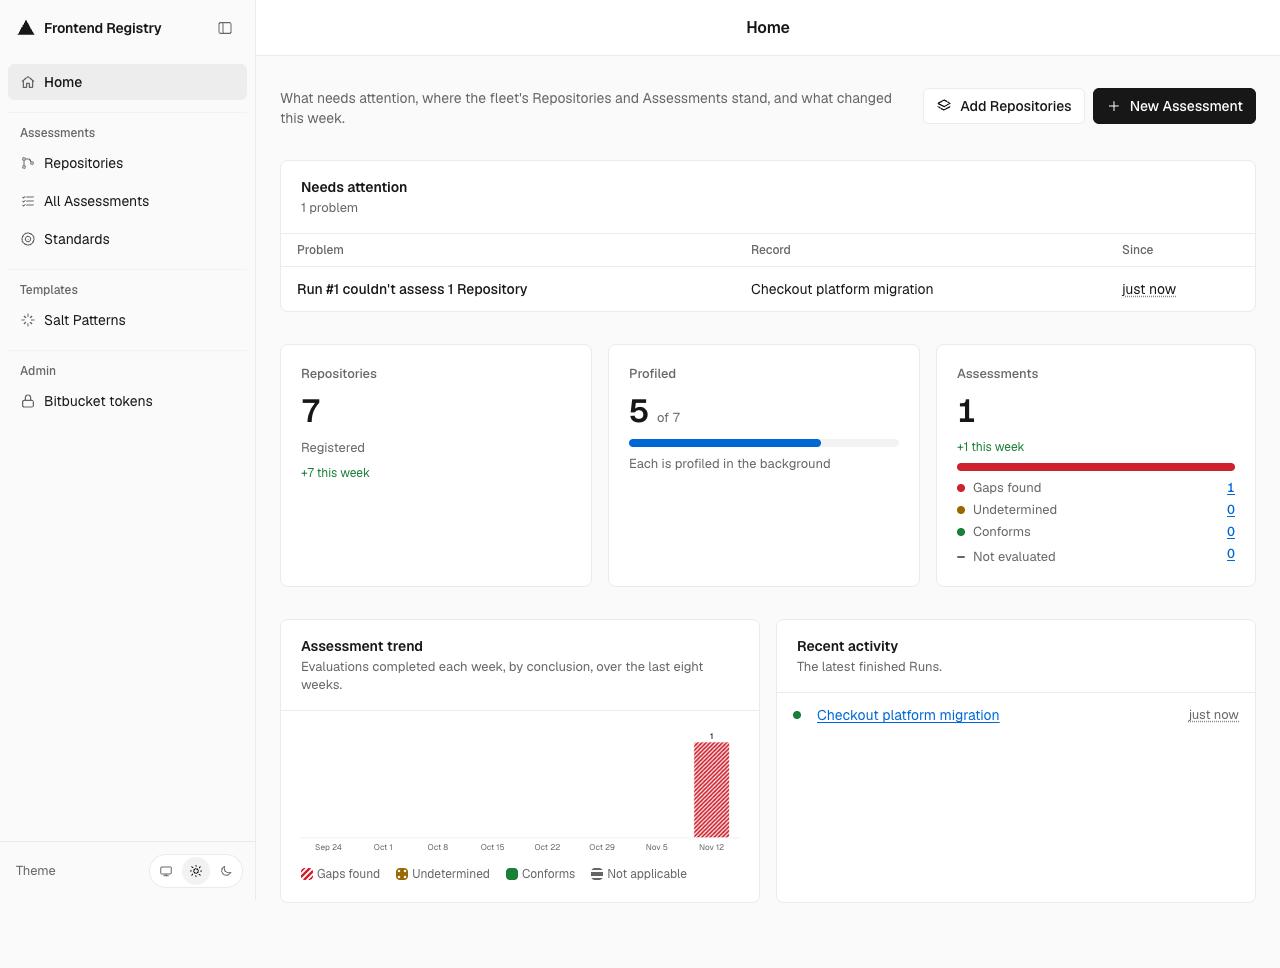 Frontend Registry
Home
Home
Assessments
Repositories
All Assessments
Standards
Templates
Salt Patterns
Admin
Bitbucket tokens
Theme
What needs attention, where the fleet's Repositories and Assessments stand, and what changed
this week.
Add Repositories
New Assessment
Needs attention
1 problem
Problem Record Since
Run #1 couldn't assess 1 Repository Checkout platform migration just now
Repositories
7
Registered
+7 this week
Profiled
5 of 7
Each is profiled in the background
Assessments
1
+1 this week
Gaps found 1
Undetermined 0
Conforms 0
Not evaluated 0
Assessment trend
Evaluations completed each week, by conclusion, over the last eight
weeks.
1
Sep 24 Oct 1 Oct 8 Oct 15 Oct 22 Oct 29 Nov 5 Nov 12
Gaps found Undetermined Conforms Not applicable
Recent activity
The latest finished Runs.
Checkout platform migration just now